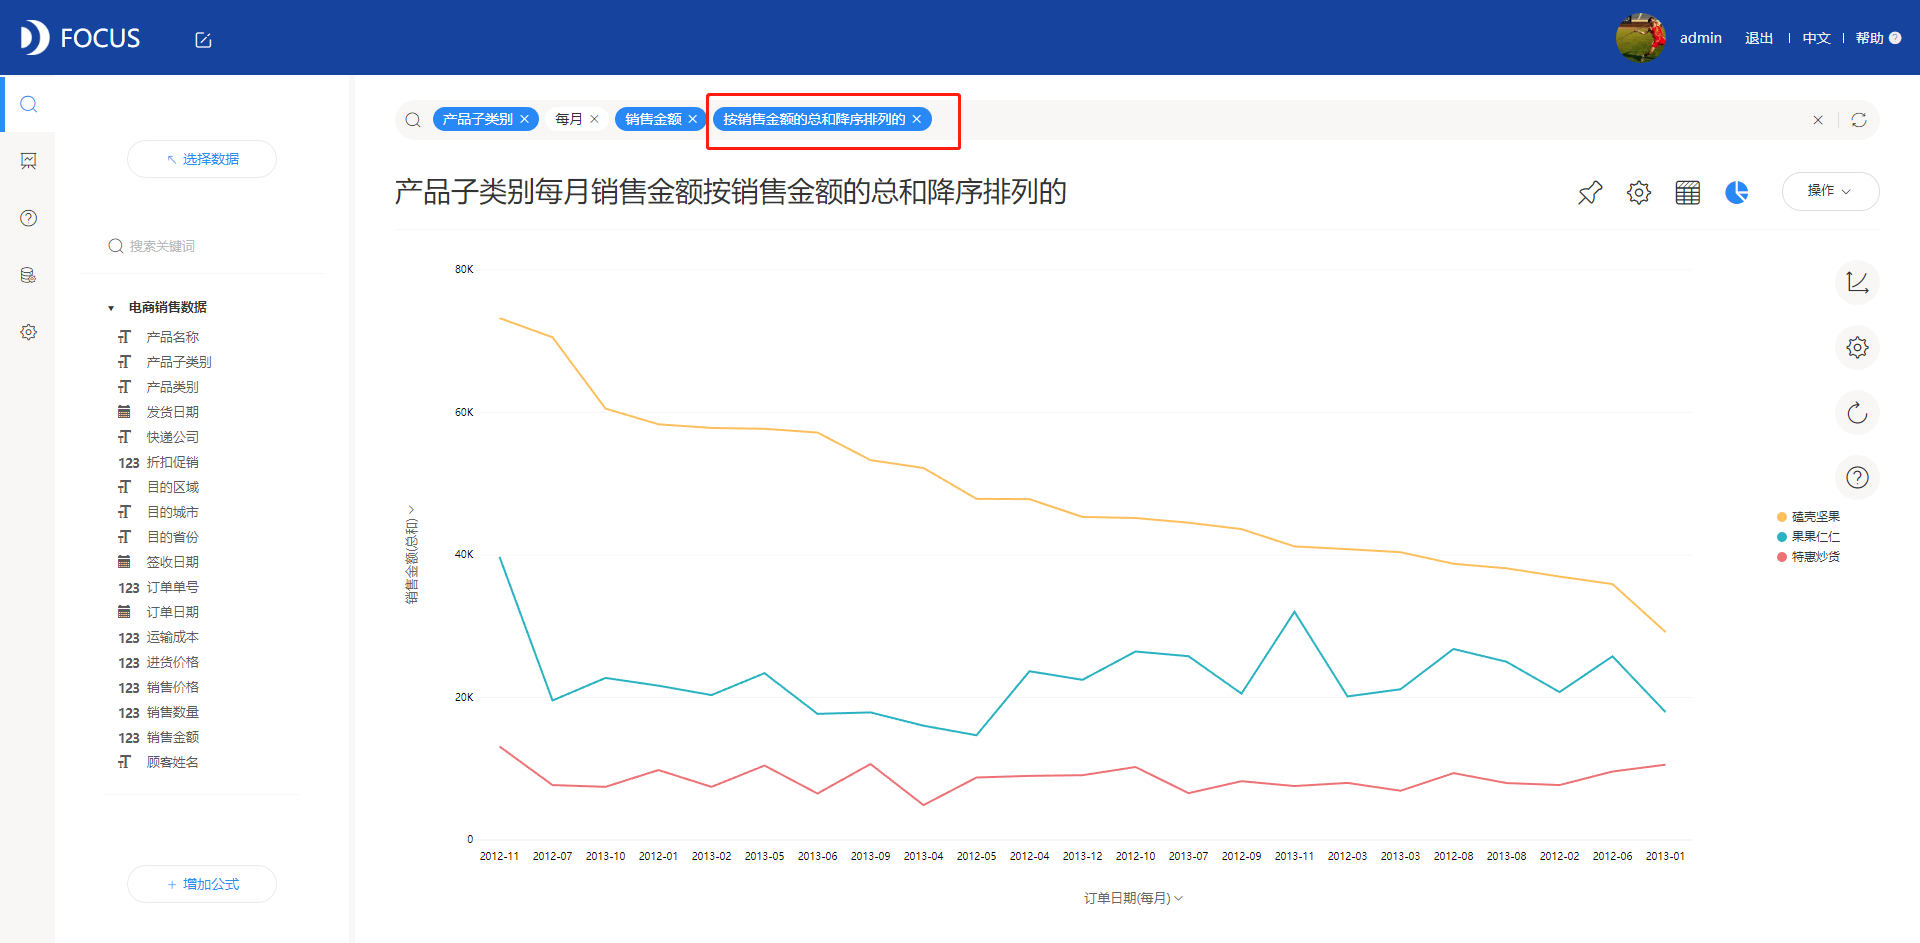 FOCUS
admin 退出 | 中文 | 帮助 ?
产品子类别 × 每月 × 销售金额 × 按销售金额的总和降序排列的 ×
选择数据
产品子类别每月销售金额按销售金额的总和降序排列的
操作
搜索关键词
电商销售数据
T 产品名称
T 产品子类别
T 产品类别
发货日期
T 快递公司
123 折扣促销
T 目的区域
T 目的城市
T 目的省份
签收日期
123 订单单号
订单日期
123 运输成本
123 进货价格
123 销售价格
123 销售数量
123 销售金额
T 顾客姓名
+ 增加公式
80K
60K
40K
20K
0
销售金额(总和)
2012-11 2012-07 2013-10 2012-01 2013-02 2013-05 2013-06 2013-09 2013-04 2012-05 2012-04 2013-12 2012-10 2013-07 2012-09 2013-11 2012-03 2013-03 2012-08 2013-08 2012-02 2012-06 2013-01
订单日期(每月)
磕壳坚果
果果仁仁
特惠炒货